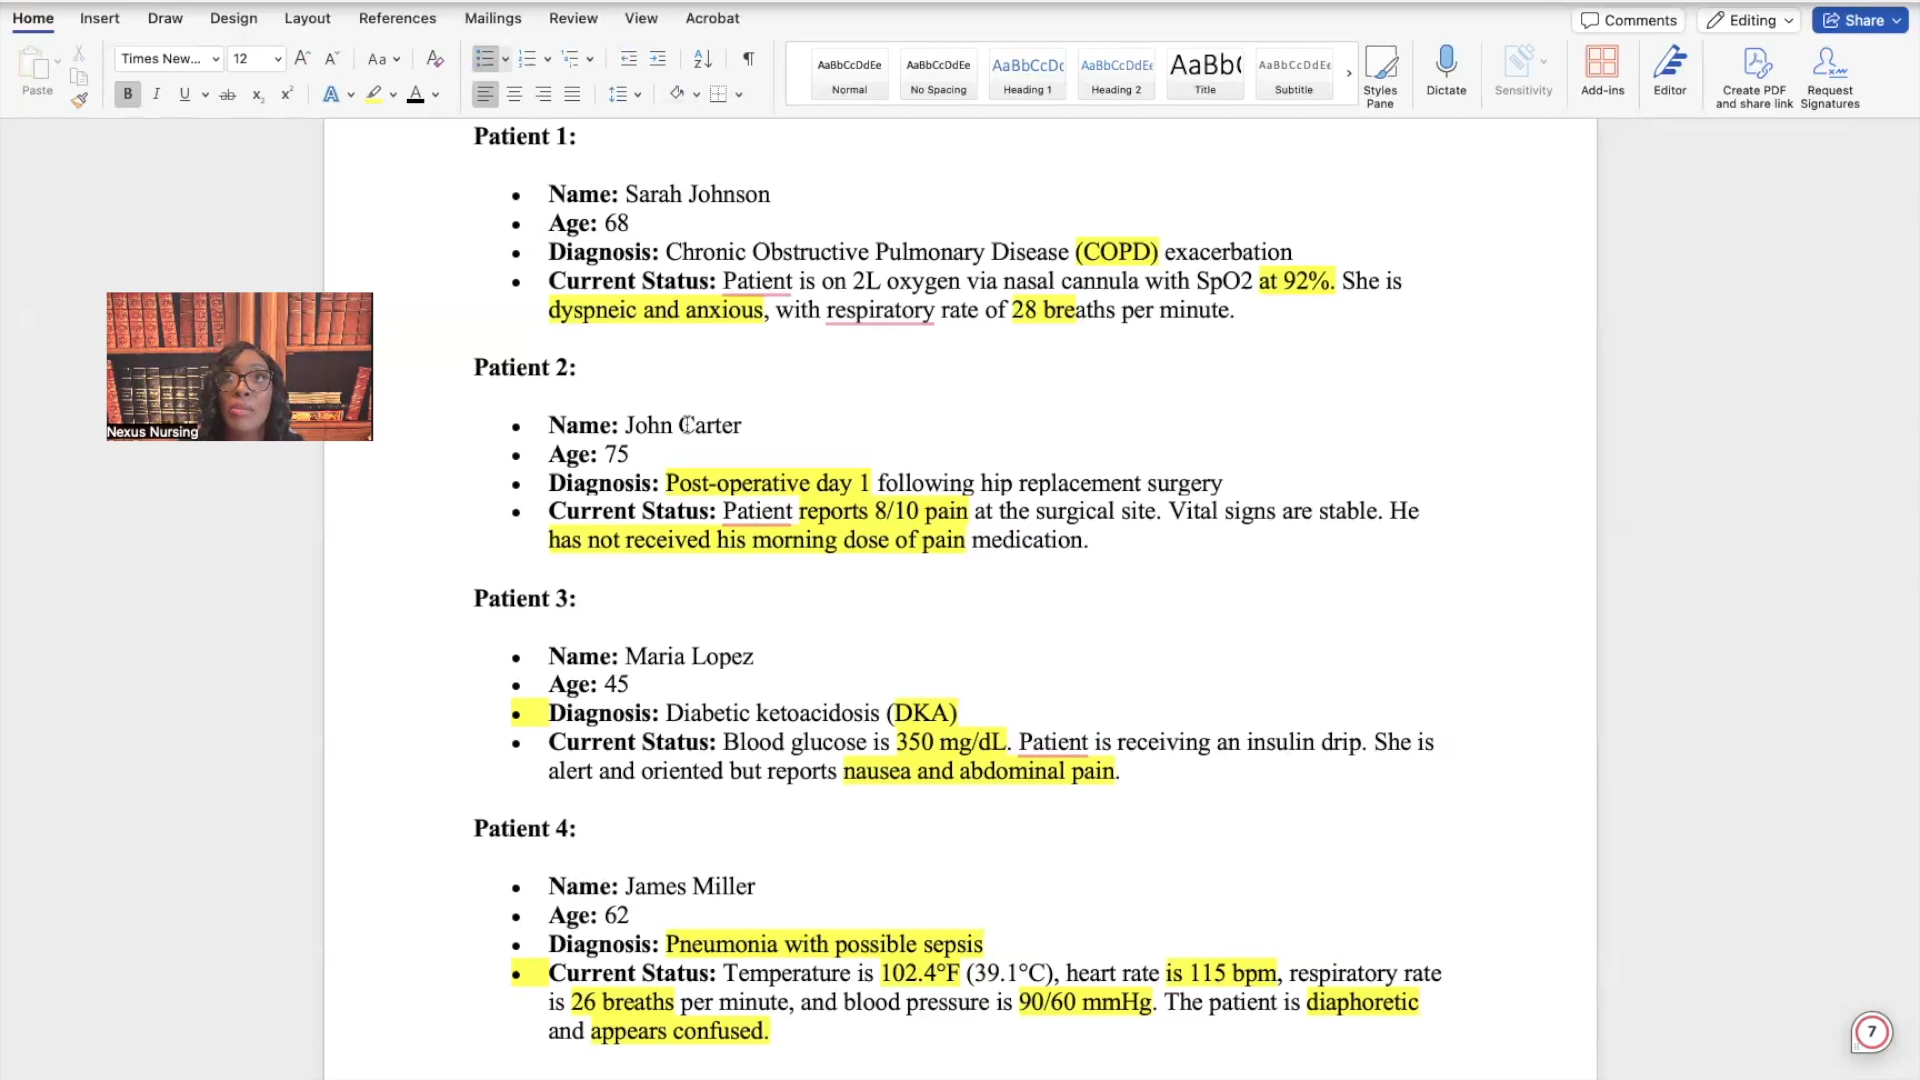 Home Insert Draw Design Layout References Mailings Review View Acrobat Comments Editing Share
Paste Times New... 12 Aa
B I U ab x₂ x² A A
AaBbCcDdEe AaBbCcDdEe AaBbCcDc AaBbCcDdEe AaBb( AaBbCcDdEe
Normal No Spacing Heading 1 Heading 2 Title Subtitle
Styles Pane Dictate Sensitivity Add-ins Editor Create PDF and share link Request Signatures
Patient 1:
• Name: Sarah Johnson
• Age: 68
• Diagnosis: Chronic Obstructive Pulmonary Disease (COPD) exacerbation
• Current Status: Patient is on 2L oxygen via nasal cannula with SpO2 at 92%. She is
dyspneic and anxious, with respiratory rate of 28 breaths per minute.
Nexus Nursing
Patient 2:
• Name: John Carter
• Age: 75
• Diagnosis: Post-operative day 1 following hip replacement surgery
• Current Status: Patient reports 8/10 pain at the surgical site. Vital signs are stable. He
has not received his morning dose of pain medication.
Patient 3:
• Name: Maria Lopez
• Age: 45
• Diagnosis: Diabetic ketoacidosis (DKA)
• Current Status: Blood glucose is 350 mg/dL. Patient is receiving an insulin drip. She is
alert and oriented but reports nausea and abdominal pain.
Patient 4:
• Name: James Miller
• Age: 62
• Diagnosis: Pneumonia with possible sepsis
• Current Status: Temperature is 102.4°F (39.1°C), heart rate is 115 bpm, respiratory rate
is 26 breaths per minute, and blood pressure is 90/60 mmHg. The patient is diaphoretic
and appears confused.
7